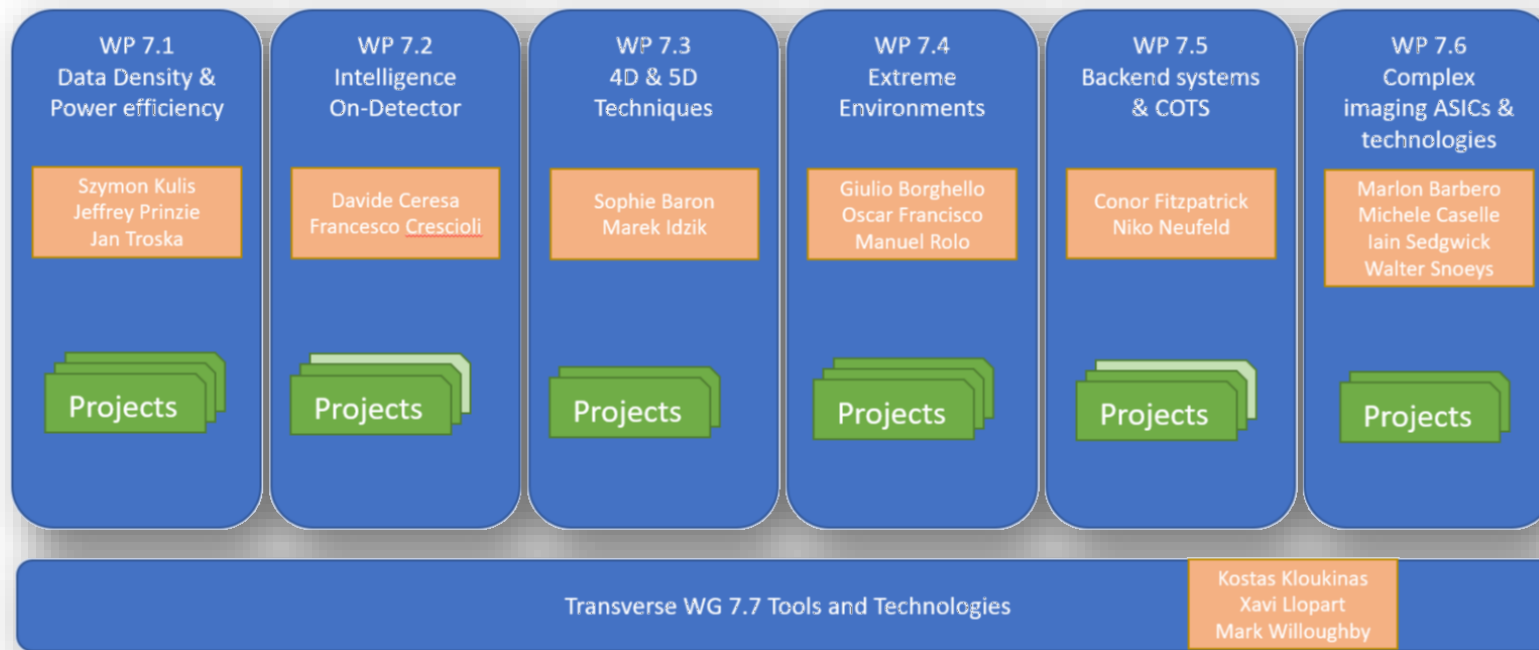 WP 7.1
Data Density &
Power efficiency
Szymon Kulis
Jeffrey Prinzie
Jan Troska
Projects
WP 7.2
Intelligence
On-Detector
Davide Ceresa
Francesco Crescioli
Projects
WP 7.3
4D & 5D
Techniques
Sophie Baron
Marek Idzik
Projects
WP 7.4
Extreme
Environments
Giulio Borghello
Oscar Francisco
Manuel Rolo
Projects
WP 7.5
Backend systems
& COTS
Conor Fitzpatrick
Niko Neufeld
Projects
WP 7.6
Complex
imaging ASICs &
technologies
Marlon Barbero
Michele Caselle
Iain Sedgwick
Walter Snoeys
Projects
Transverse WG 7.7 Tools and Technologies
Kostas Kloukinas
Xavi Llopart
Mark Willoughby